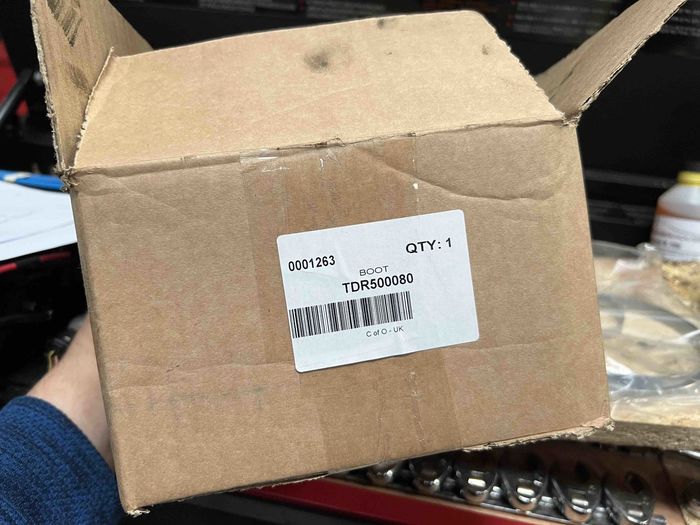 0001263
QTY: 1
BOOT
TDR500080
C of O - UK